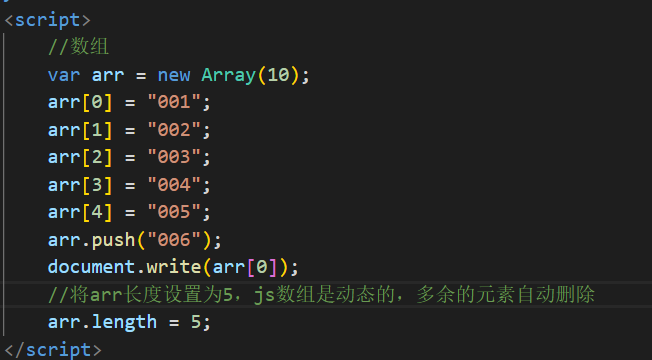 <script>
//数组
var arr = new Array(10);
arr[0] = "001";
arr[1] = "002";
arr[2] = "003";
arr[3] = "004";
arr[4] = "005";
arr.push("006");
document.write(arr[0]);
//将arr长度设置为5，js数组是动态的，多余的元素自动删除
arr.length = 5;
</script>